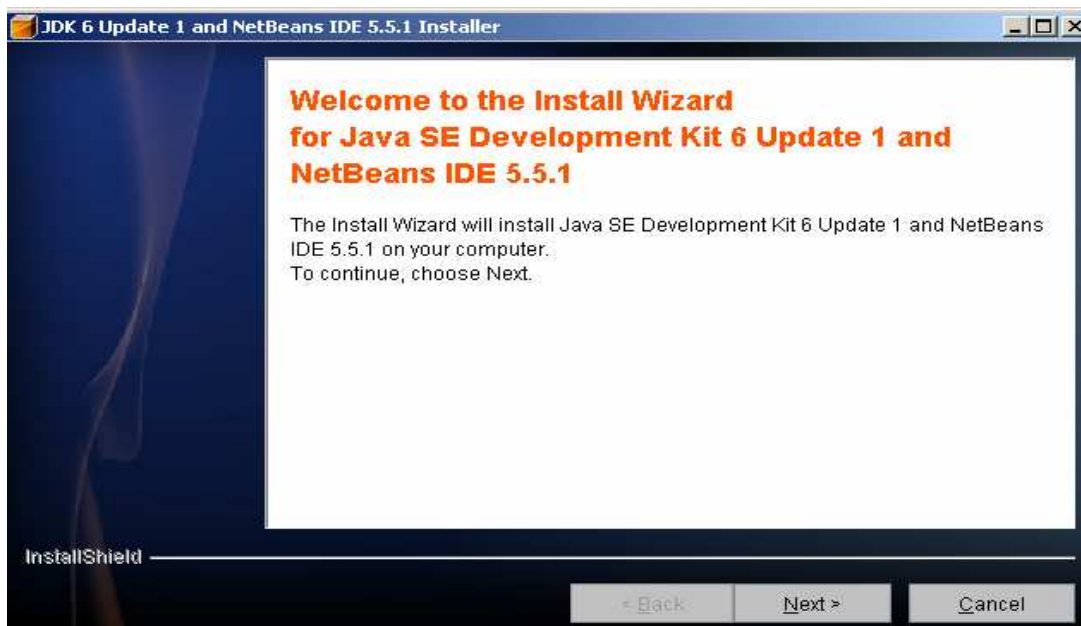 JDK 6 Update 1 and NetBeans IDE 5.5.1 Installer
Welcome to the Install Wizard
for Java SE Development Kit 6 Update 1 and
NetBeans IDE 5.5.1
The Install Wizard will install Java SE Development Kit 6 Update 1 and NetBeans
IDE 5.5.1 on your computer.
To continue, choose Next.
InstallShield
< Back
Next >
Cancel